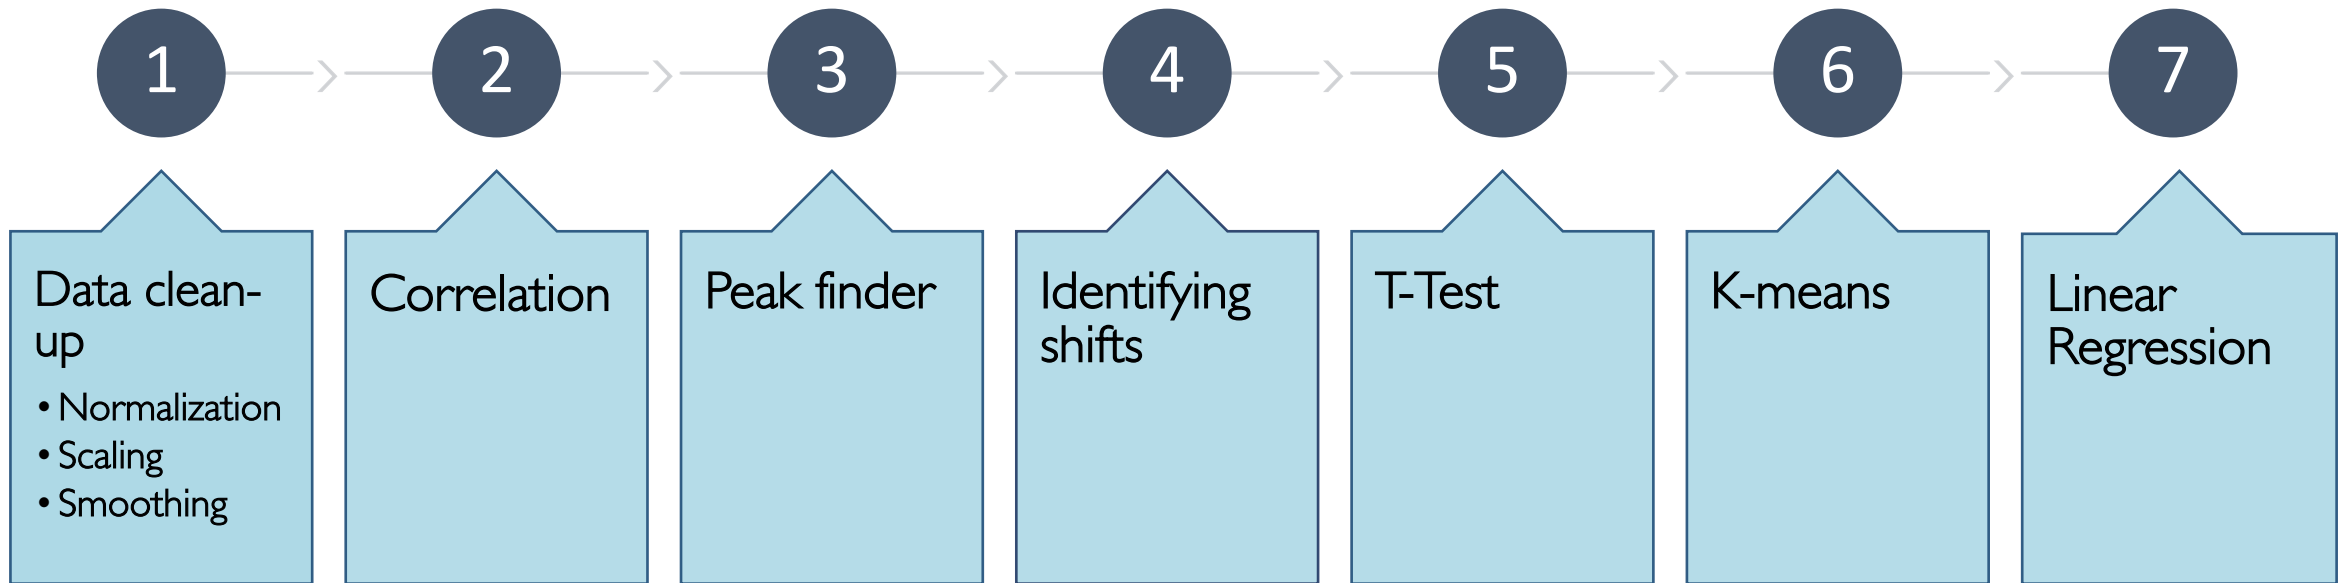 1
2
3
4
5
6
7
Data clean-
up
• Normalization
• Scaling
• Smoothing
Correlation
Peak finder
Identifying
shifts
T-Test
K-means
Linear
Regression